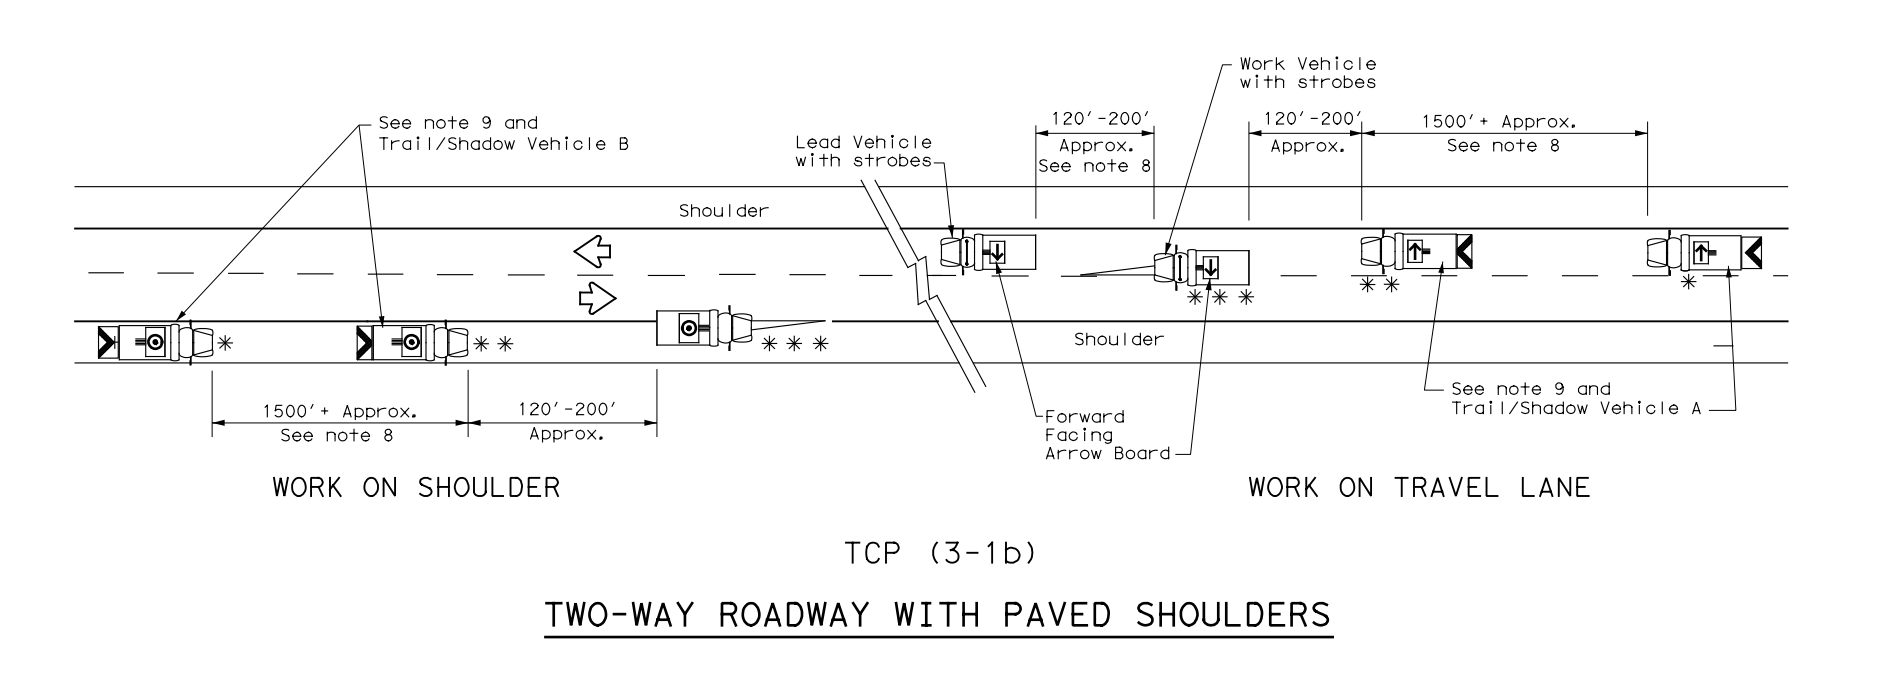 Work Vehicle
with strobes
See note 9 and
Trail/Shadow Vehicle B
Lead Vehicle
with strobes
120'-200'
Approx.
See note 8
120'-200'
Approx.
1500'+ Approx.
See note 8
Shoulder
* * *
* *
*
*
* *
* * *
Shoulder
1500'+ Approx.
See note 8
120'-200'
Approx.
Forward
Facing
Arrow Board
See note 9 and
Trail/Shadow Vehicle A
WORK ON SHOULDER
WORK ON TRAVEL LANE
TCP (3-1b)
TWO-WAY ROADWAY WITH PAVED SHOULDERS